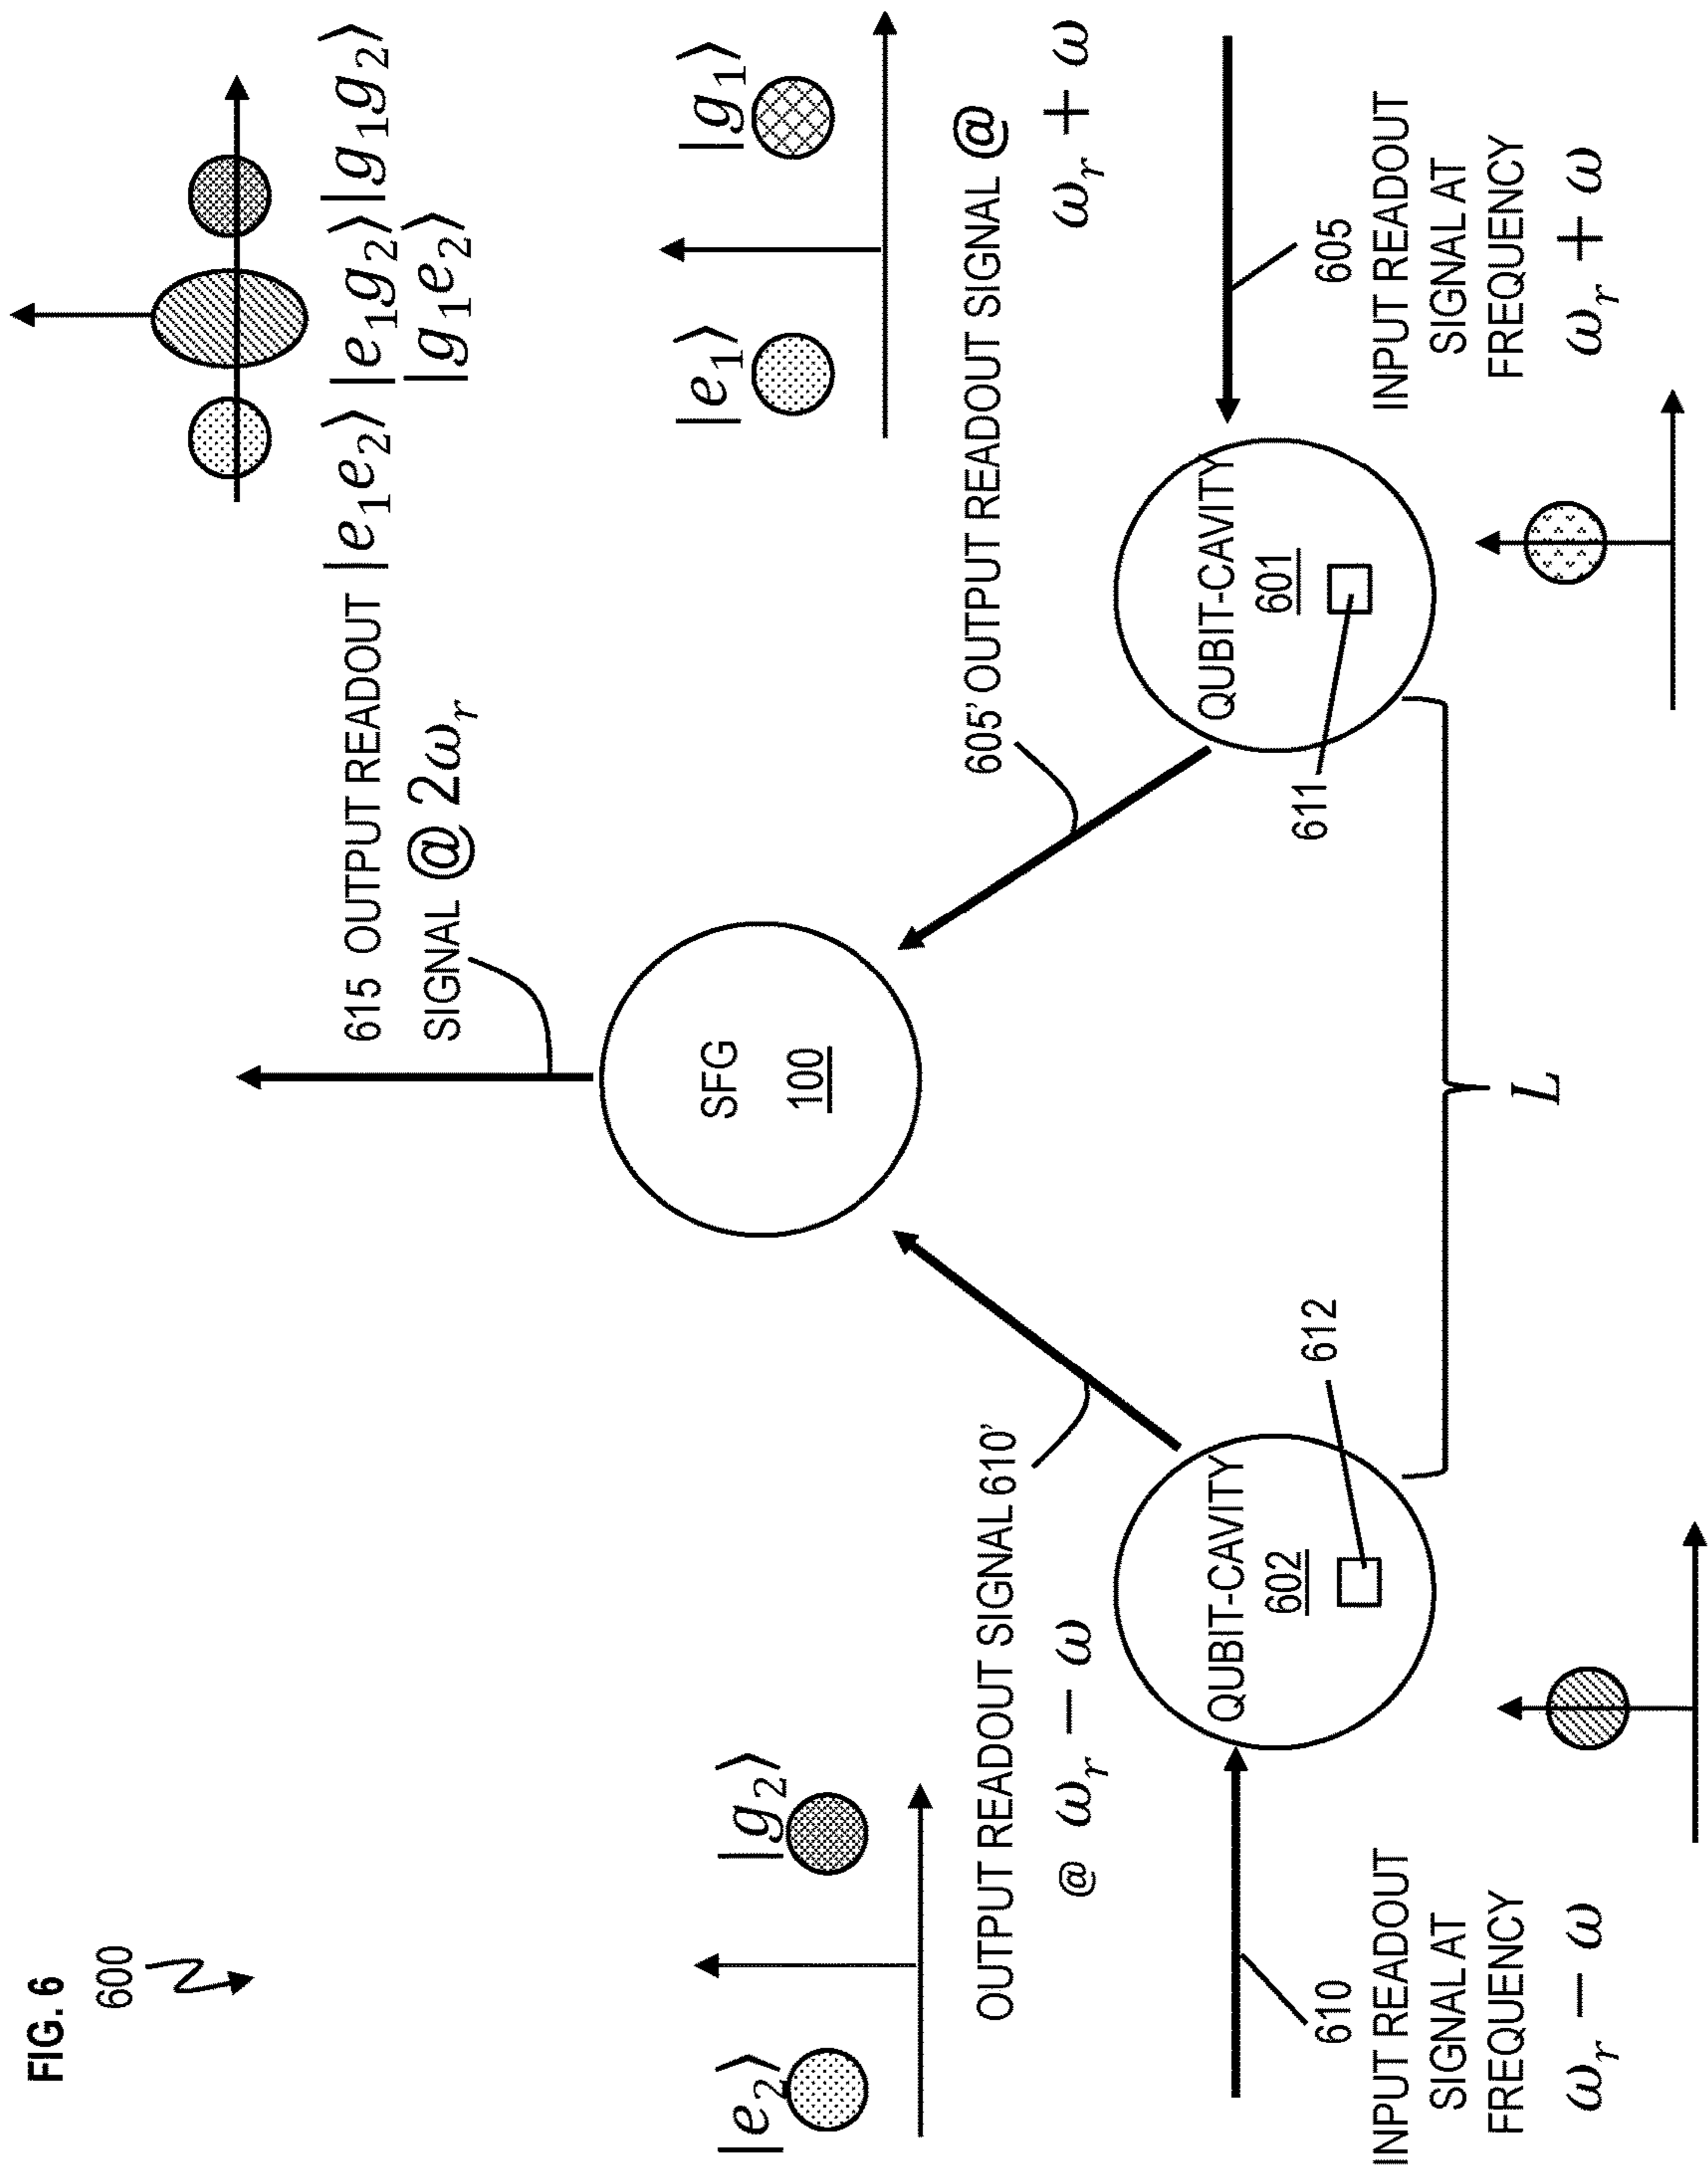 FIG. 6
600
615 OUTPUT READOUT
SIGNAL @ 2ωᵣ
|e₁e₂⟩ |e₁g₂⟩ |g₁g₂⟩
|g₁e₂⟩
SFG
100
|e₂⟩ |g₂⟩
|e₁⟩ |g₁⟩
OUTPUT READOUT SIGNAL 610'
@ ωᵣ − ω
605' OUTPUT READOUT SIGNAL @
ωᵣ + ω
QUBIT-CAVITY
602
612
QUBIT-CAVITY
601
611
610
INPUT READOUT
SIGNAL AT
FREQUENCY
ωᵣ − ω
L
605
INPUT READOUT
SIGNAL AT
FREQUENCY
ωᵣ + ω